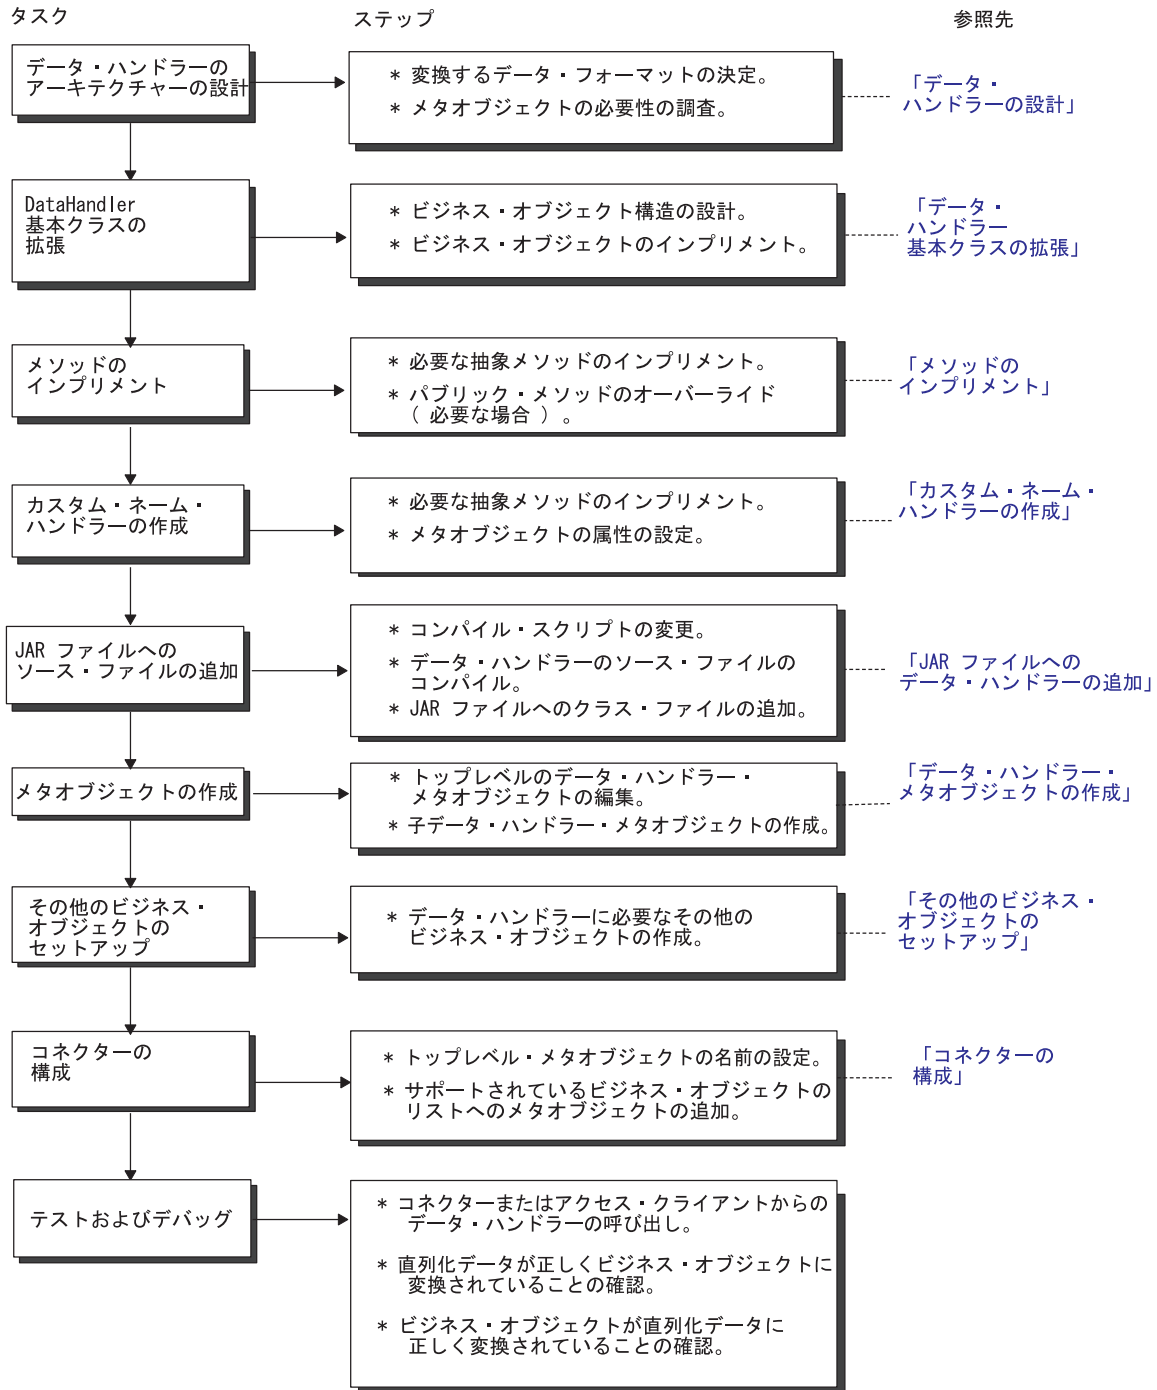 タスク
ステップ
参照先
データ・ハンドラーの
アーキテクチャーの設計
* 変換するデータ・フォーマットの決定。
* メタオブジェクトの必要性の調査。
「データ・
ハンドラーの設計」
DataHandler
基本クラスの
拡張
* ビジネス・オブジェクト構造の設計。
* ビジネス・オブジェクトのインプリメント。
「データ・
ハンドラー
基本クラスの拡張」
メソッドの
インプリメント
* 必要な抽象メソッドのインプリメント。
* パブリック・メソッドのオーバーライド
( 必要な場合 )。
「メソッドの
インプリメント」
カスタム・ネーム・
ハンドラーの作成
* 必要な抽象メソッドのインプリメント。
* メタオブジェクトの属性の設定。
「カスタム・ネーム・
ハンドラーの作成」
JAR ファイルへの
ソース・ファイルの追加
* コンパイル・スクリプトの変更。
* データ・ハンドラーのソース・ファイルの
コンパイル。
* JAR ファイルへのクラス・ファイルの追加。
「JAR ファイルへの
データ・ハンドラーの追加」
メタオブジェクトの作成
* トップレベルのデータ・ハンドラー・
メタオブジェクトの編集。
* 子データ・ハンドラー・メタオブジェクトの作成。
「データ・ハンドラー・
メタオブジェクトの作成」
その他のビジネス・
オブジェクトの
セットアップ
* データ・ハンドラーに必要なその他の
ビジネス・オブジェクトの作成。
「その他のビジネス・
オブジェクトの
セットアップ」
コネクターの
構成
* トップレベル・メタオブジェクトの名前の設定。
* サポートされているビジネス・オブジェクトの
リストへのメタオブジェクトの追加。
「コネクターの
構成」
テストおよびデバッグ
* コネクターまたはアクセス・クライアントからの
データ・ハンドラーの呼び出し。
* 直列化データが正しくビジネス・オブジェクトに
変換されていることの確認。
* ビジネス・オブジェクトが直列化データに
正しく変換されていることの確認。